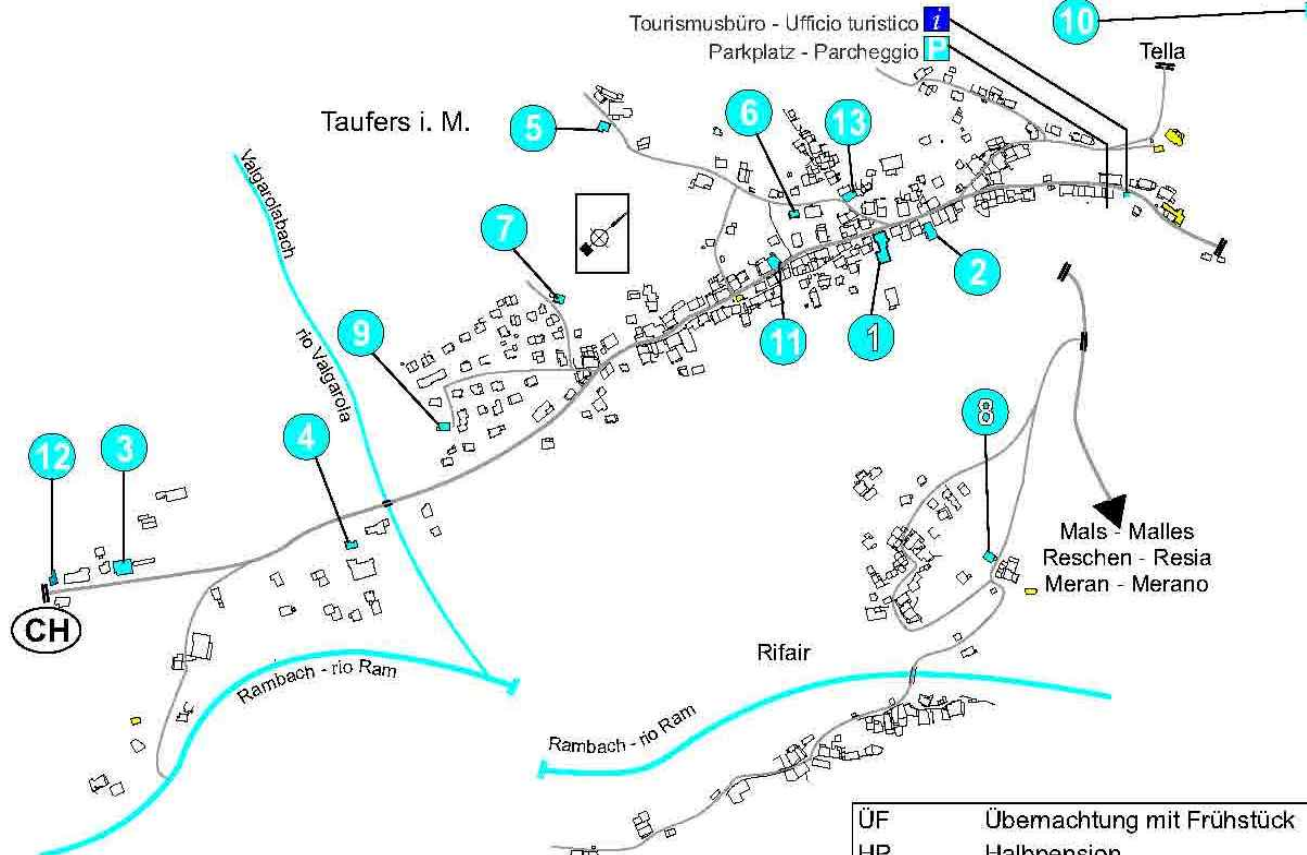 Tourismusbüro - Ufficio turistico i
Parkplatz - Parcheggio P
10
Tella
Taufers i. M.
5
6
13
Valgarolabach
7
2
9
11
1
rio Valgarola
8
12
3
4
Mals - Malles
Reschen - Resia
Meran - Merano
CH
Rifair
Rambach - rio Ram
Rambach - rio Ram
ÜF Übernachtung mit Frühstück
HP Halbpension